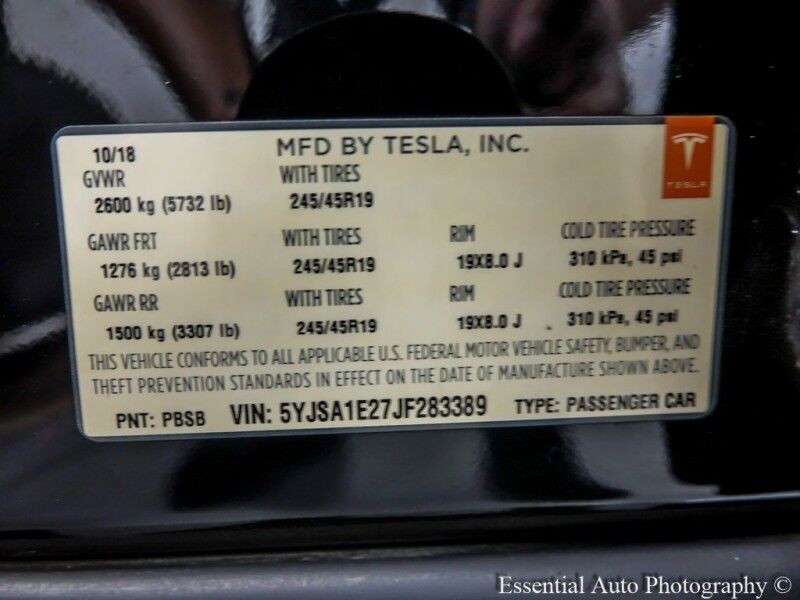 10/18 MFD BY TESLA, INC.
TESLA
GVWR WITH TIRES
2600 kg (5732 lb) 245/45R19
GAWR FRT WITH TIRES RIM COLD TIRE PRESSURE
1276 kg (2813 lb) 245/45R19 19X8.0 J 310 kPa, 45 psi
GAWR RR WITH TIRES RIM COLD TIRE PRESSURE
1500 kg (3307 lb) 245/45R19 19X8.0 J 310 kPa, 45 psi
THIS VEHICLE CONFORMS TO ALL APPLICABLE U.S. FEDERAL MOTOR VEHICLE SAFETY, BUMPER, AND
THEFT PREVENTION STANDARDS IN EFFECT ON THE DATE OF MANUFACTURE SHOWN ABOVE.
PNT: PBSB VIN: 5YJSA1E27JF283389 TYPE: PASSENGER CAR
Essential Auto Photography ©